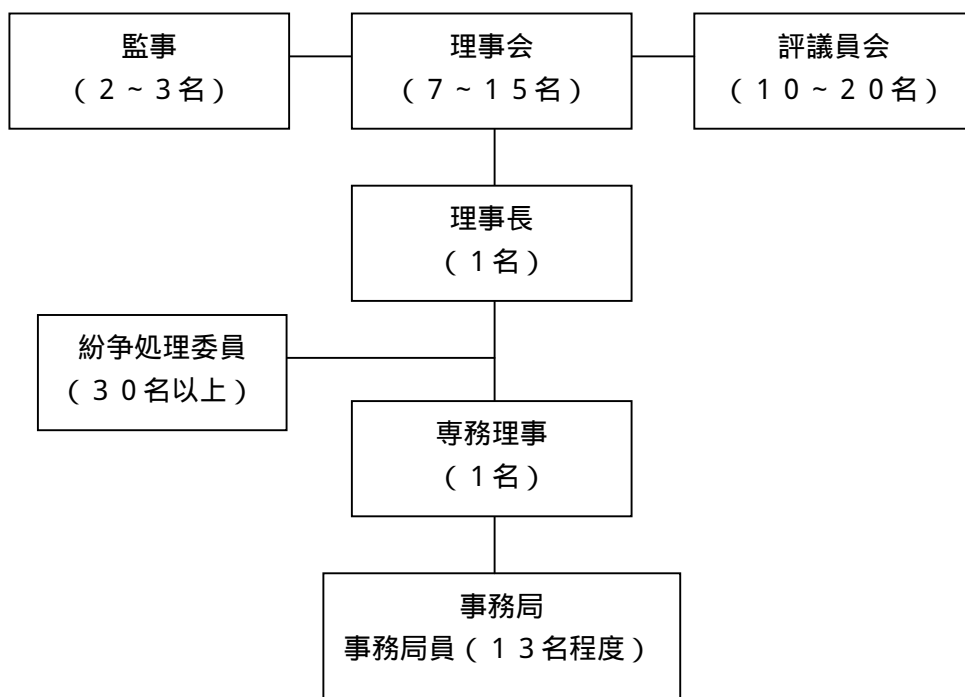 監事
（２～３名）
理事会
（７～１５名）
評議員会
（１０～２０名）
理事長
（１名）
紛争処理委員
（３０名以上）
専務理事
（１名）
事務局
事務局員（１３名程度）